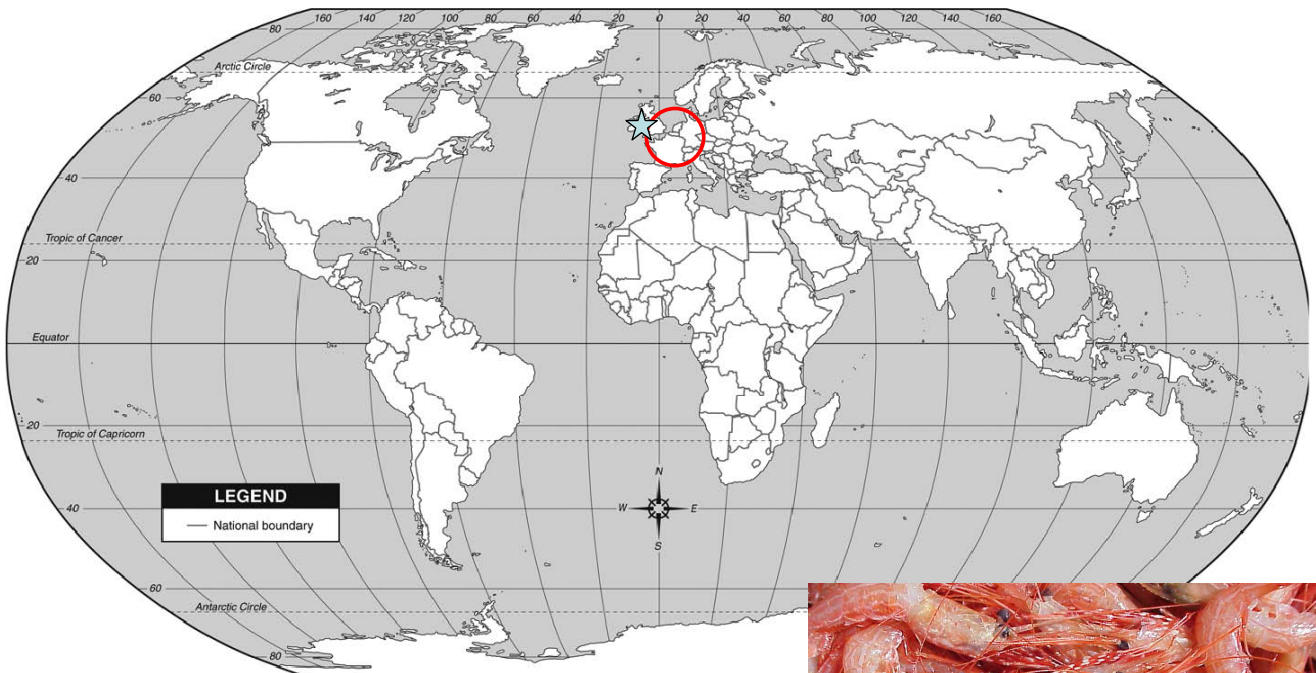 160 140 120 100 80 60 40 20 0 20 40 60 80 100 120 140 160
80
Arctic Circle
60
40
Tropic of Cancer
20
Equator
20
Tropic of Capricorn
N
LEGEND
W E
40
National boundary
S
60
Antarctic Circle
80